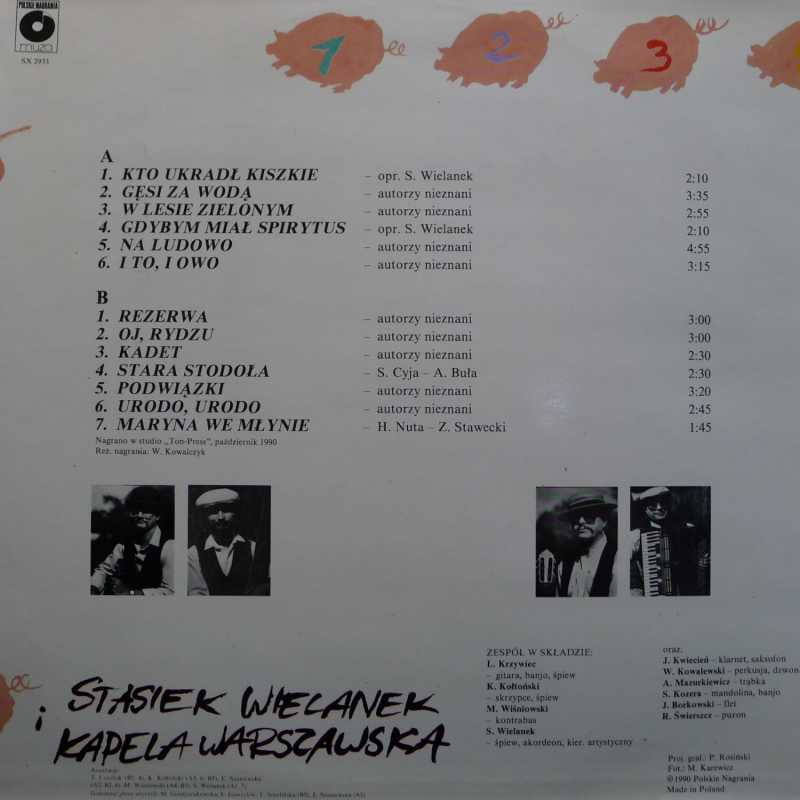 POLSKIE NAGRANIA
muza
SX 2933
1 2 3
A
1. KTO UKRADŁ KISZKIE – opr. S. Wielanek 2:10
2. GĘSI ZA WODĄ – autorzy nieznani 3:35
3. W LESIE ZIELONYM – autorzy nieznani 2:55
4. GDYBYM MIAŁ SPIRYTUS – opr. S. Wielanek 2:10
5. NA LUDOWO – autorzy nieznani 4:55
6. I TO, I OWO – autorzy nieznani 3:15
B
1. REZERWA – autorzy nieznani 3:00
2. OJ, RYDZU – autorzy nieznani 3:00
3. KADET – autorzy nieznani 2:30
4. STARA STODOŁA – S. Cyja – A. Buła 2:30
5. PODWIĄZKI – autorzy nieznani 3:20
6. URODO, URODO – autorzy nieznani 2:45
7. MARYNA WE MŁYNIE – H. Nuta – Z. Stawecki 1:45
Nagrano w studio „Ton-Press”, październik 1990
Reż. nagrania: W. Kowalczyk
STASIEK WIELANEK
i KAPELA WARSZAWSKA
ZESPÓŁ W SKŁADZIE:
L. Krzywiec
– gitara, banjo, śpiew
K. Kołtoński
– skrzypce, śpiew
M. Wiśniowski
– kontrabas
S. Wielanek
– śpiew, akordeon, kier. artystyczny
oraz:
J. Kwiecień – klarnet, saksofon
W. Kowalewski – perkusja, dzwon
A. Mazurkiewicz – trąbka
S. Kozera – mandolina, banjo
J. Borkowski – flet
R. Świerszcz – puzon
Proj. graf.: P. Rosiński
Fot.: M. Karewicz
℗ 1990 Polskie Nagrania
Made in Poland